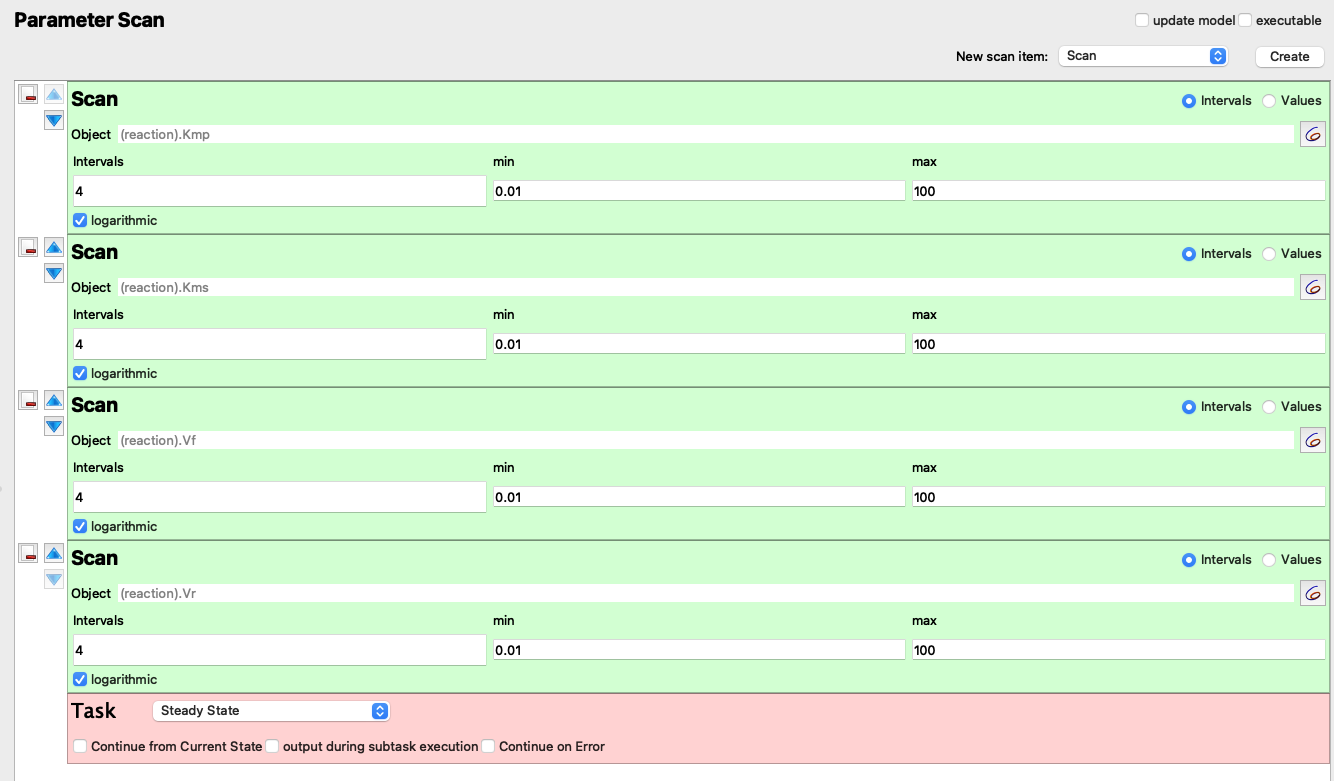 Parameter Scan
update model executable
New scan item: Scan Create
Scan Intervals Values
Object (reaction).Kmp
Intervals min max
4 0.01 100
logarithmic
Scan Intervals Values
Object (reaction).Kms
Intervals min max
4 0.01 100
logarithmic
Scan Intervals Values
Object (reaction).Vf
Intervals min max
4 0.01 100
logarithmic
Scan Intervals Values
Object (reaction).Vr
Intervals min max
4 0.01 100
logarithmic
Task Steady State
Continue from Current State output during subtask execution Continue on Error